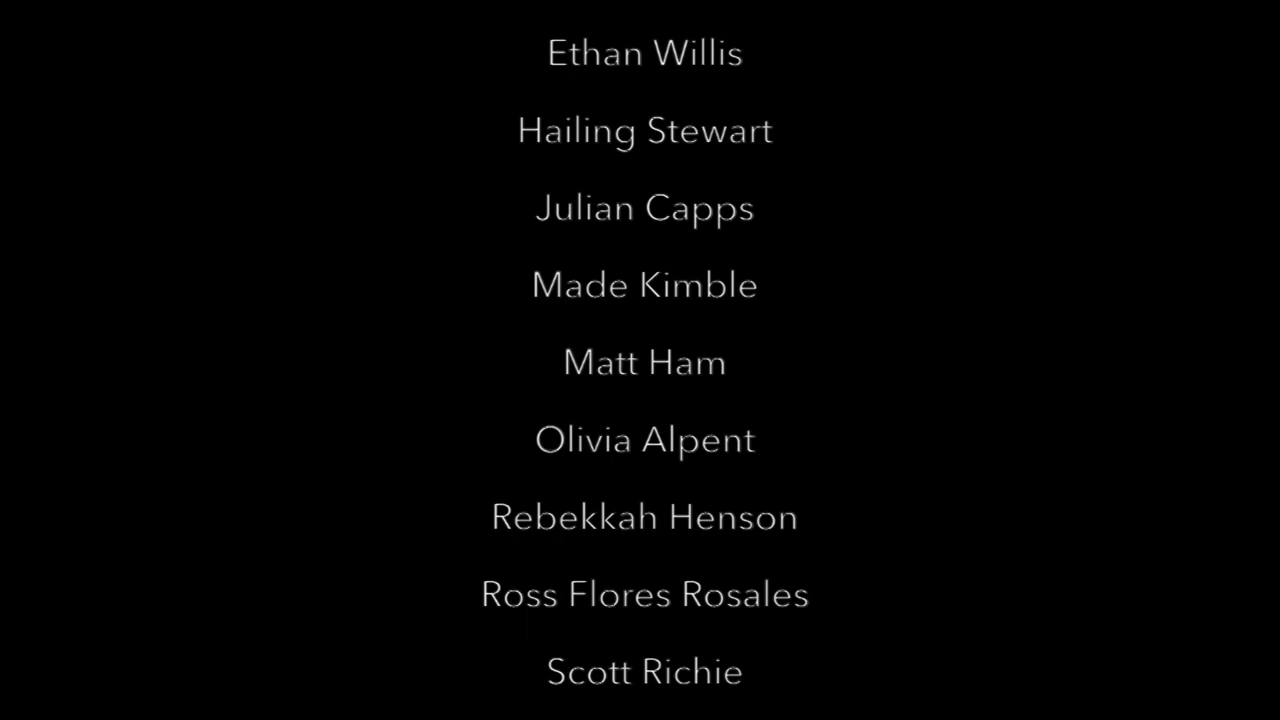 Ethan Willis
Hailing Stewart
Julian Capps
Made Kimble
Matt Ham
Olivia Alpent
Rebekkah Henson
Ross Flores Rosales
Scott Richie